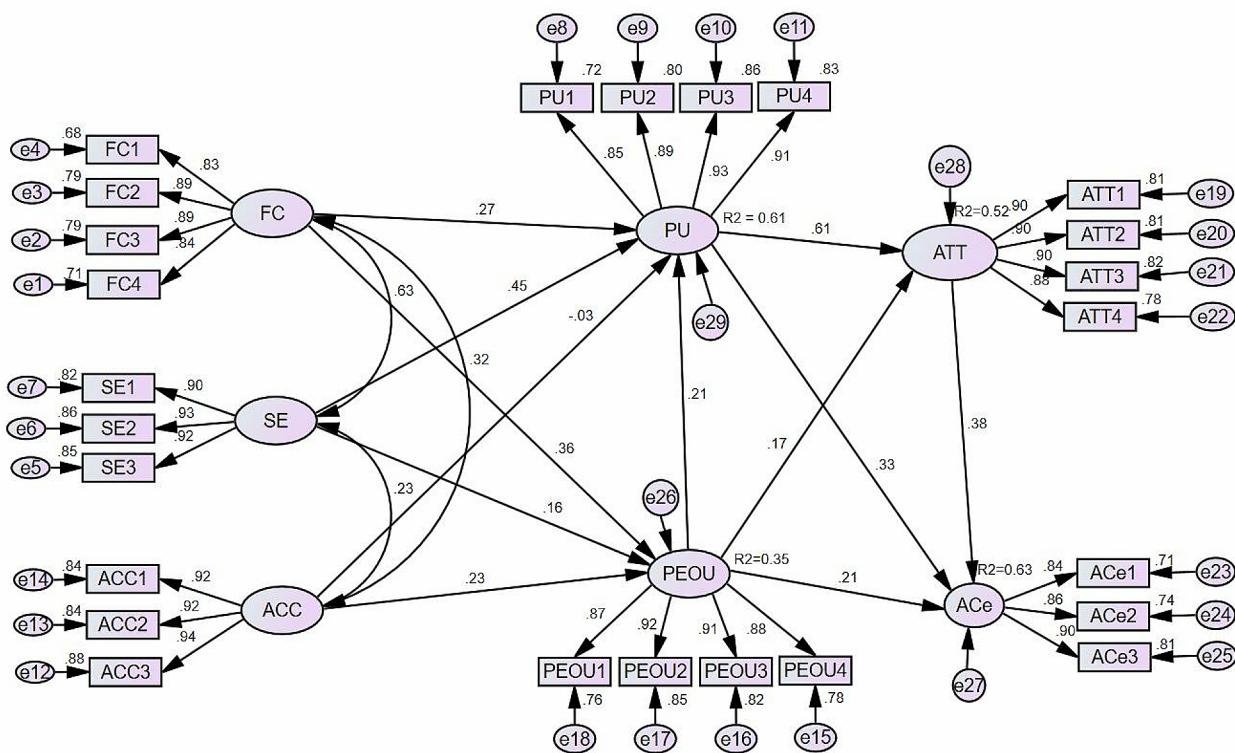 e8 e9 e10 e11
.72 .80 .86 .83
PU1 PU2 PU3 PU4
.85 .89 .93 .91
e4 .68 FC1 .83
e3 .79 FC2 .89
e2 .79 FC3 .89
e1 .71 FC4 .84
FC
.27
PU
R2 = 0.61
.61
e28
R2=0.52
ATT
.90 ATT1 .81 e19
.90 ATT2 .81 e20
.90 ATT3 .82 e21
.88 ATT4 .78 e22
.63
.45
-.03
e29
.32
.21
e7 .82 SE1 .90
e6 .86 SE2 .93
e5 .85 SE3 .92
SE
.36
.17
.33
.38
.23
.16
e26
e14 .84 ACC1 .92
e13 .84 ACC2 .92
e12 .88 ACC3 .94
ACC
.23
PEOU
R2=0.35
.21
R2=0.63
ACe
e27
.84 ACe1 .71 e23
.86 ACe2 .74 e24
.90 ACe3 .81 e25
.87 .92 .91 .88
PEOU1 PEOU2 PEOU3 PEOU4
.76 .85 .82 .78
e18 e17 e16 e15